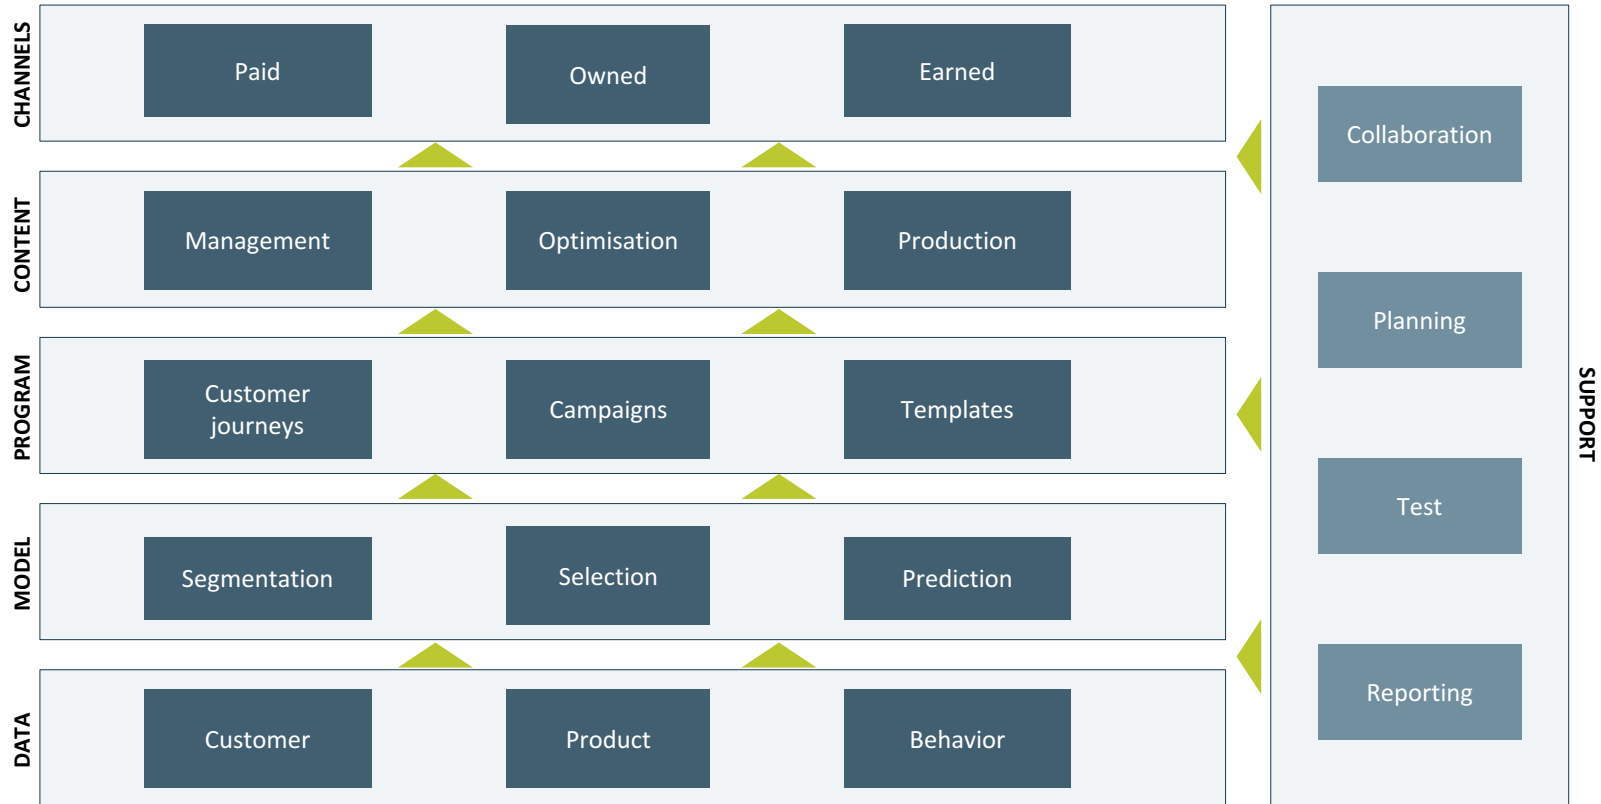 CHANNELS
Paid
Owned
Earned
CONTENT
Management
Optimisation
Production
PROGRAM
Customer
journeys
Campaigns
Templates
MODEL
Segmentation
Selection
Prediction
DATA
Customer
Product
Behavior
SUPPORT
Collaboration
Planning
Test
Reporting